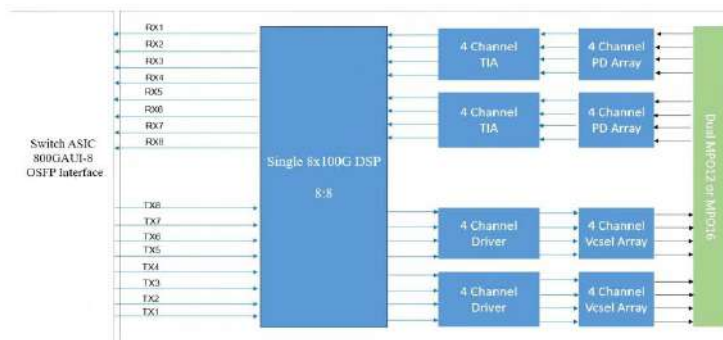 RX1
RX2
RX3
RX4
RX5
RX6
RX7
RX8
Switch ASIC
800GAUI-8
OSFP Interface
TX8
TX7
TX6
TX5
TX4
TX3
TX2
TX1
Single 8x100G DSP
8:8
4 Channel
TIA
4 Channel
PD Array
4 Channel
TIA
4 Channel
PD Array
4 Channel
Driver
4 Channel
Vcsel Array
4 Channel
Driver
4 Channel
Vcsel Array
Dual MPO12 or MPO16